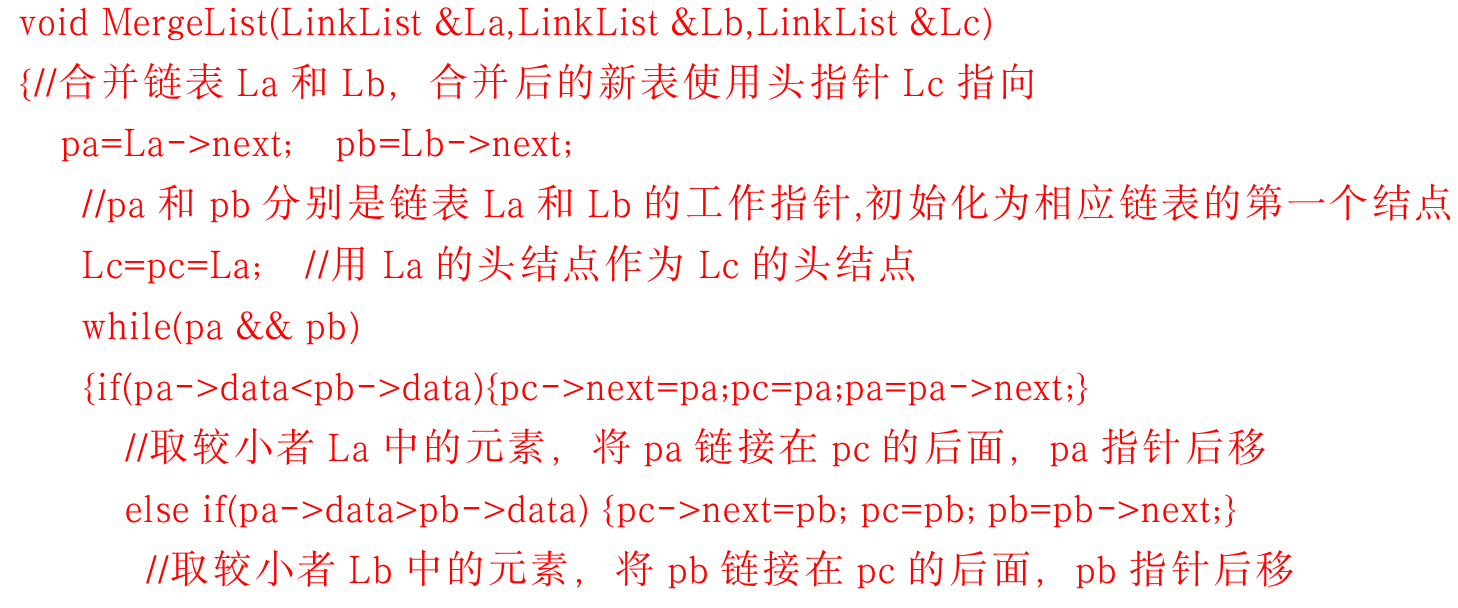 void MergeList(LinkList &La,LinkList &Lb,LinkList &Lc)
{//合并链表 La 和 Lb，合并后的新表使用头指针 Lc 指向
pa=La->next; pb=Lb->next;
//pa 和 pb 分别是链表 La 和 Lb 的工作指针,初始化为相应链表的第一个结点
Lc=pc=La; //用 La 的头结点作为 Lc 的头结点
while(pa && pb)
{if(pa->data<pb->data){pc->next=pa;pc=pa;pa=pa->next;}
//取较小者 La 中的元素，将 pa 链接在 pc 的后面，pa 指针后移
else if(pa->data>pb->data) {pc->next=pb; pc=pb; pb=pb->next;}
//取较小者 Lb 中的元素，将 pb 链接在 pc 的后面，pb 指针后移